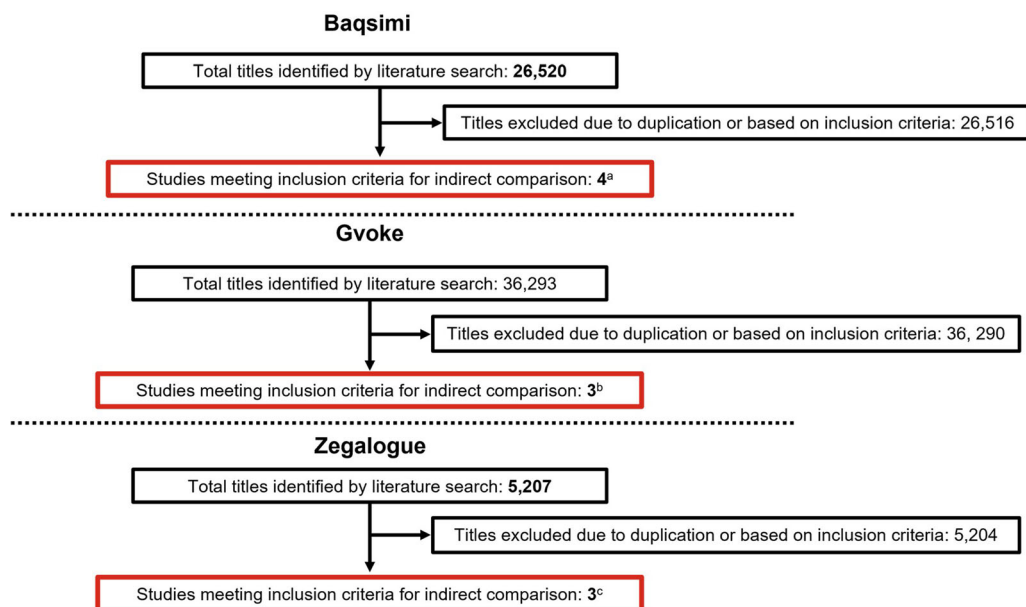 Baqsimi
Total titles identified by literature search: 26,520
Titles excluded due to duplication or based on inclusion criteria: 26,516
Studies meeting inclusion criteria for indirect comparison: 4ᵃ
Gvoke
Total titles identified by literature search: 36,293
Titles excluded due to duplication or based on inclusion criteria: 36, 290
Studies meeting inclusion criteria for indirect comparison: 3ᵇ
Zegalogue
Total titles identified by literature search: 5,207
Titles excluded due to duplication or based on inclusion criteria: 5,204
Studies meeting inclusion criteria for indirect comparison: 3ᶜ